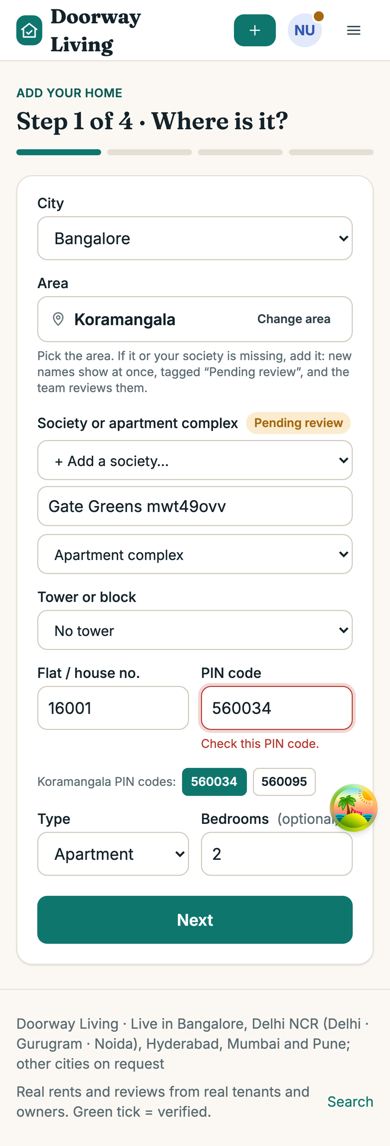 Doorway
Living
+
NU
ADD YOUR HOME
Step 1 of 4 · Where is it?
City
Bangalore
Area
Koramangala
Change area
Pick the area. If it or your society is missing, add it: new
names show at once, tagged “Pending review”, and the
team reviews them.
Society or apartment complex Pending review
+ Add a society...
Gate Greens mwt49ovv
Apartment complex
Tower or block
No tower
Flat / house no. PIN code
16001 560034
Check this PIN code.
Koramangala PIN codes: 560034 560095
Type Bedrooms
Apartment 2
Next
Doorway Living · Live in Bangalore, Delhi NCR (Delhi ·
Gurugram · Noida), Hyderabad, Mumbai and Pune;
other cities on request
Real rents and reviews from real tenants and
owners. Green tick = verified.
Search